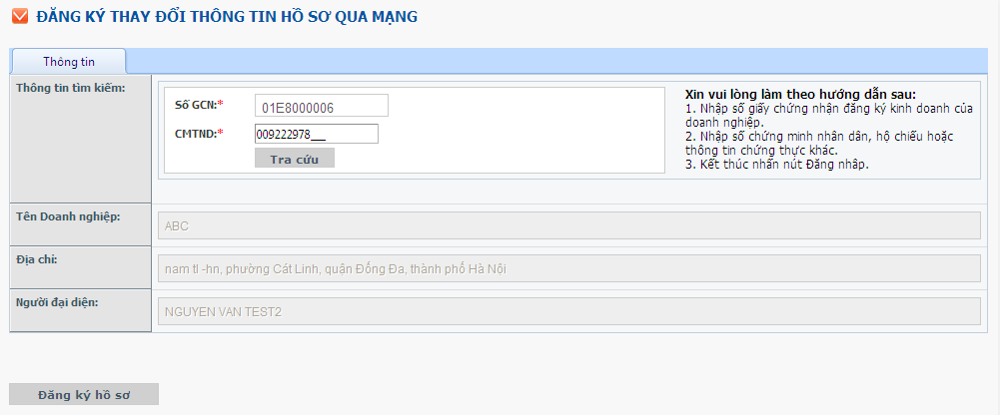 ĐĂNG KÝ THAY ĐỔI THÔNG TIN HỒ SƠ QUA MẠNG
Thông tin
Thông tin tìm kiếm:
Số GCN:*
01E8000006
CMTND:*
009222978___
Tra cứu
Xin vui lòng làm theo hướng dẫn sau:
1. Nhập số giấy chứng nhận đăng ký kinh doanh của
doanh nghiệp.
2. Nhập số chứng minh nhân dân, hộ chiếu hoặc
thông tin chứng thực khác.
3. Kết thúc nhấn nút Đăng nhập.
Tên Doanh nghiệp:
ABC
Địa chỉ:
nam tl -hn, phường Cát Linh, quận Đống Đa, thành phố Hà Nội
Người đại diện:
NGUYEN VAN TEST2
Đăng ký hồ sơ